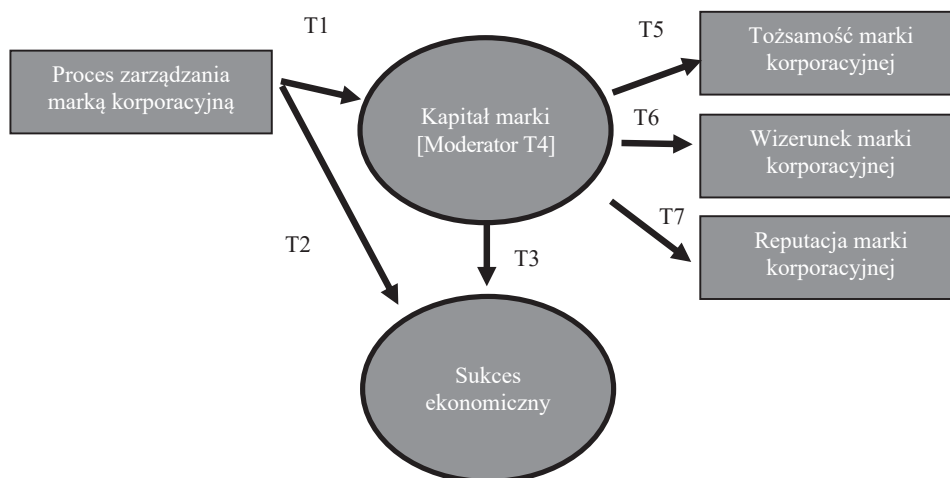 T1
Proces zarządzania
marką korporacyjną
Kapitał marki
[Moderator T4]
T5
Tożsamość marki
korporacyjnej
T6
Wizerunek marki
korporacyjnej
T7
Reputacja marki
korporacyjnej
T2
T3
Sukces
ekonomiczny